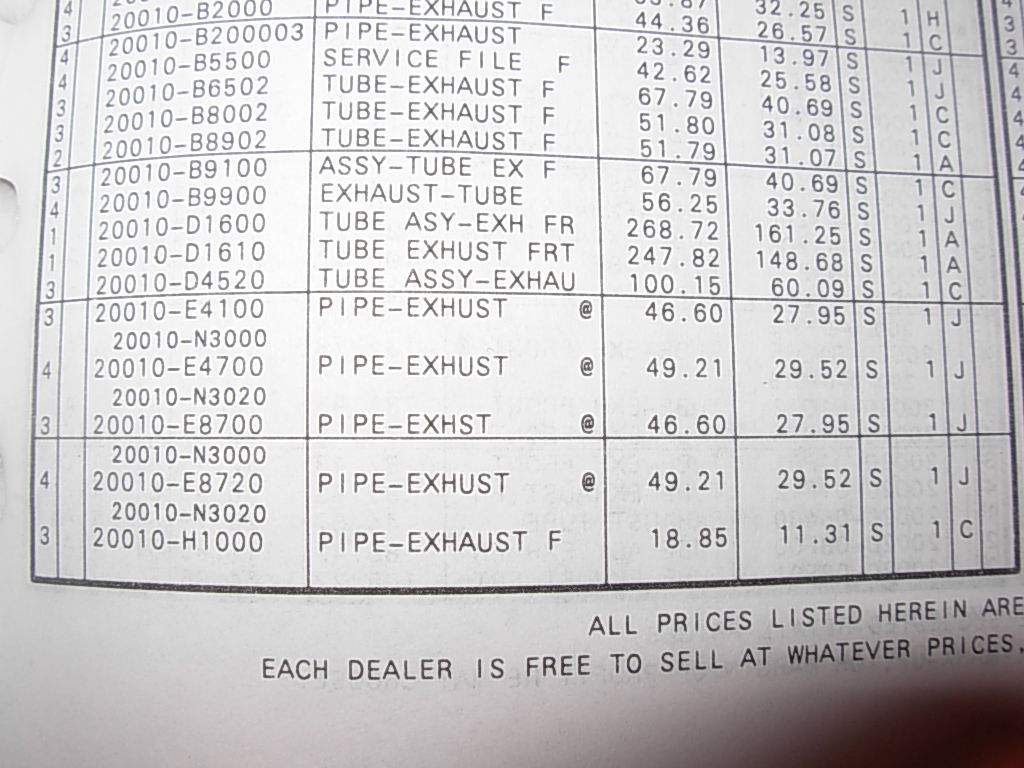 4 32.25 S 1 H
3 20010-B2000 PIPE-EXHAUST F 44.36 26.57 S 1 C
4 20010-B200003 PIPE-EXHAUST 23.29 13.97 S 1 J
20010-B5500 SERVICE FILE F 42.62 25.58 S 1 J
3 20010-B6502 TUBE-EXHAUST F 67.79 40.69 S 1 C
3 20010-B8002 TUBE-EXHAUST F 51.80 31.08 S 1 C
2 20010-B8902 TUBE-EXHAUST F 51.79 31.07 S 1 A
3 20010-B9100 ASSY-TUBE EX F 67.79 40.69 S 1 C
4 20010-B9900 EXHAUST-TUBE 56.25 33.76 S 1 J
1 20010-D1600 TUBE ASY-EXH FR 268.72 161.25 S 1 A
1 20010-D1610 TUBE EXHUST FRT 247.82 148.68 S 1 A
3 20010-D4520 TUBE ASSY-EXHAU 100.15 60.09 S 1 C
3 20010-E4100 PIPE-EXHUST @ 46.60 27.95 S 1 J
20010-N3000
4 20010-E4700 PIPE-EXHUST @ 49.21 29.52 S 1 J
20010-N3020
3 20010-E8700 PIPE-EXHST @ 46.60 27.95 S 1 J
20010-N3000
4 20010-E8720 PIPE-EXHUST @ 49.21 29.52 S 1 J
20010-N3020
3 20010-H1000 PIPE-EXHAUST F 18.85 11.31 S 1 C
ALL PRICES LISTED HEREIN ARE
EACH DEALER IS FREE TO SELL AT WHATEVER PRICES,